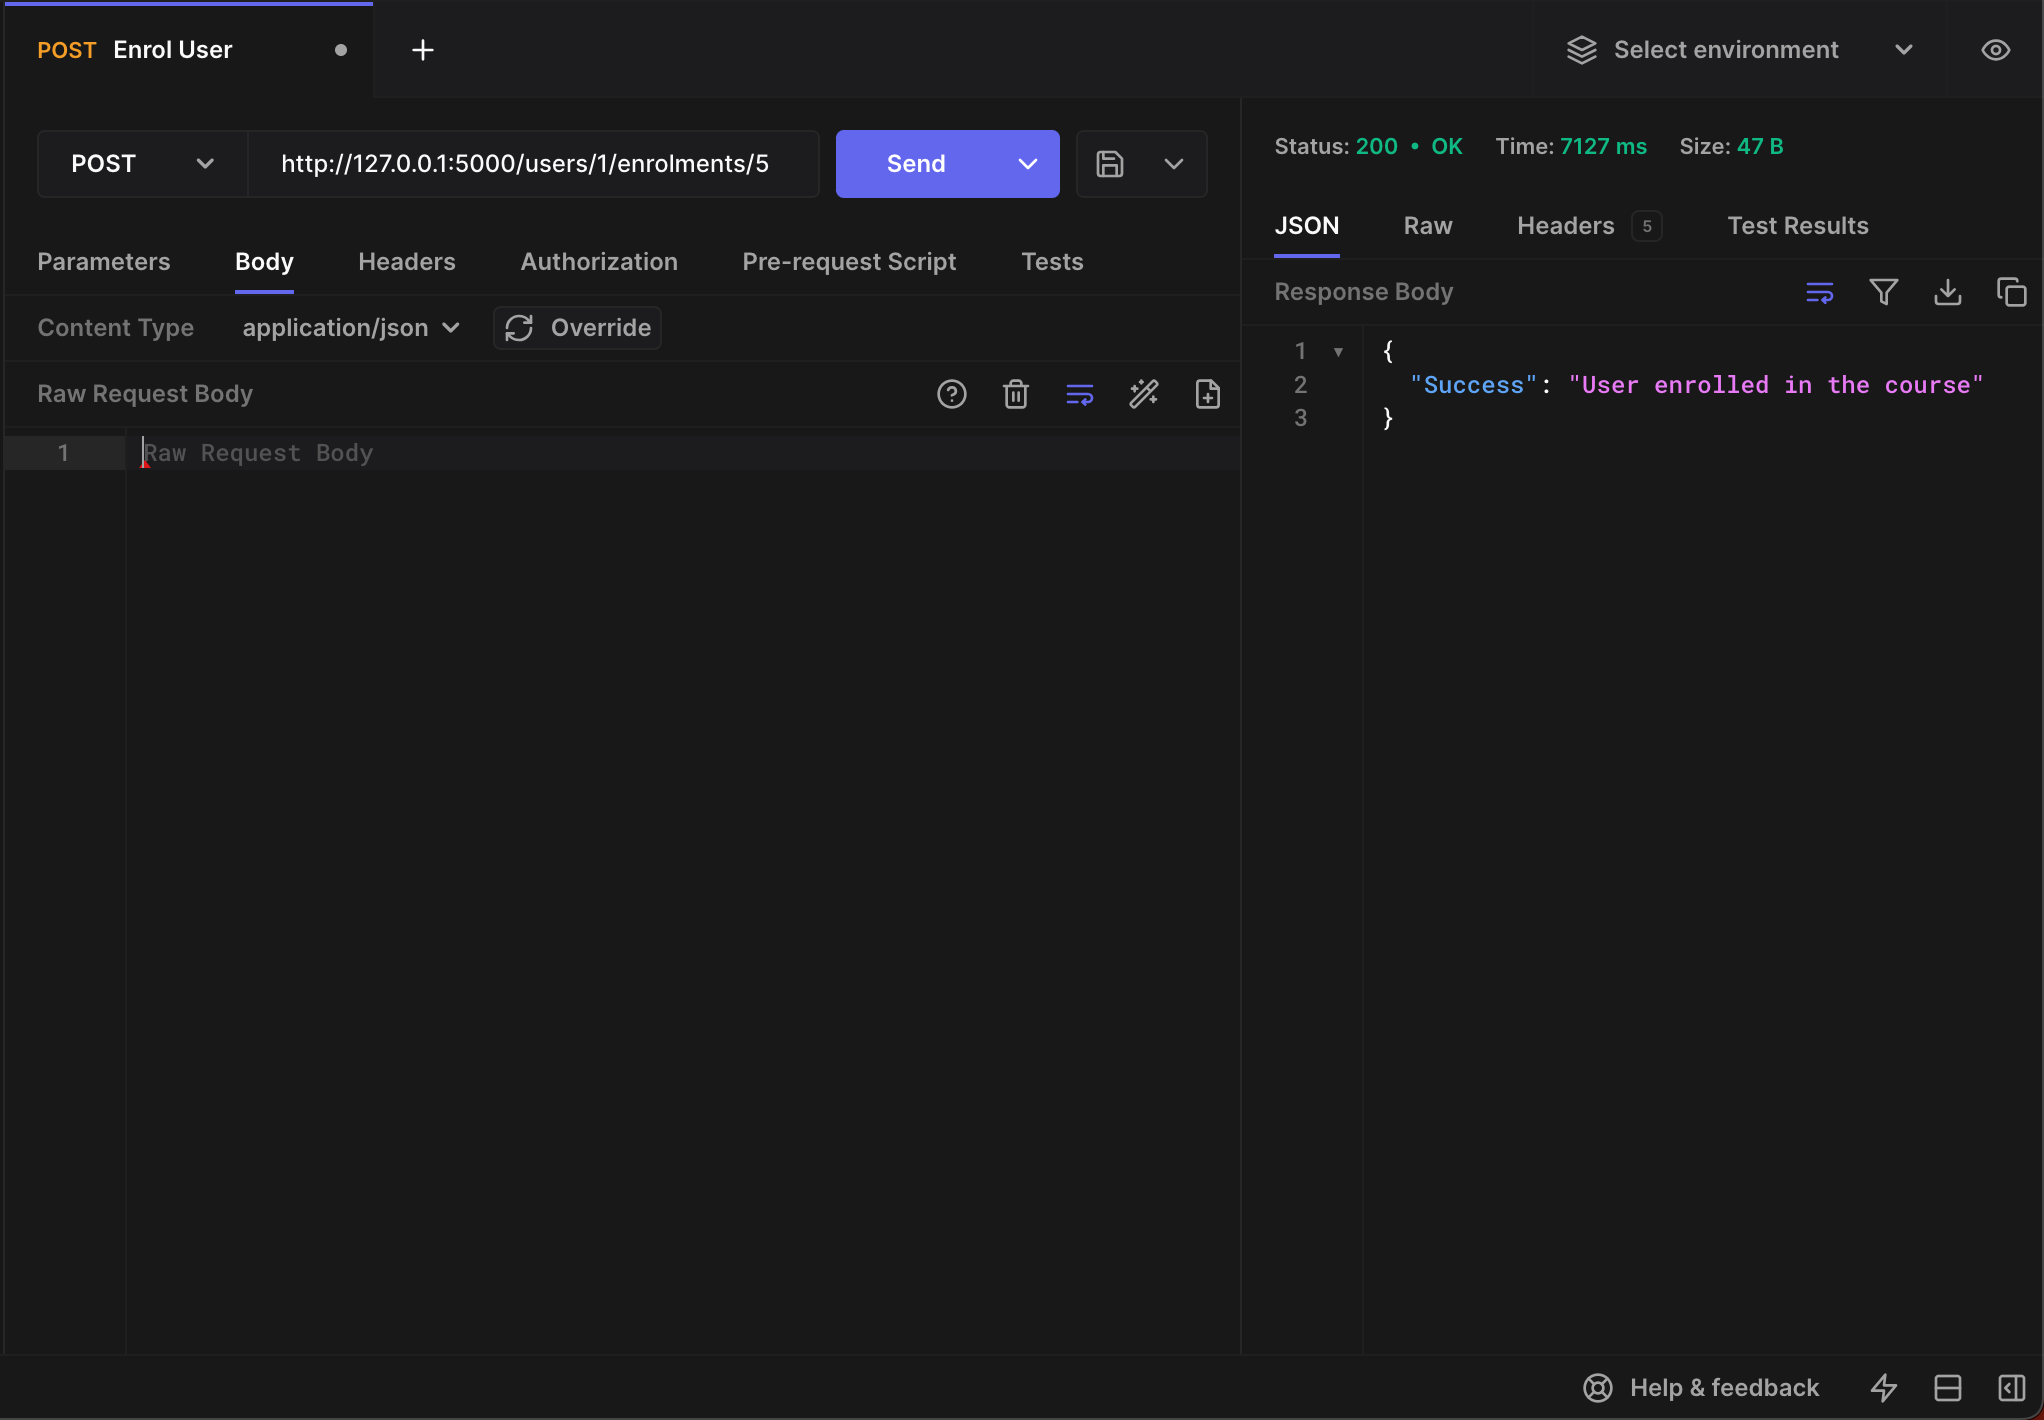 POST Enrol User
Select environment
POST http://127.0.0.1:5000/users/1/enrolments/5 Send
Status: 200 • OK Time: 7127 ms Size: 47 B
Parameters Body Headers Authorization Pre-request Script Tests
Content Type application/json Override
Raw Request Body
1 Raw Request Body
JSON Raw Headers 5 Test Results
Response Body
1 {
2 "Success": "User enrolled in the course"
3 }
Help & feedback